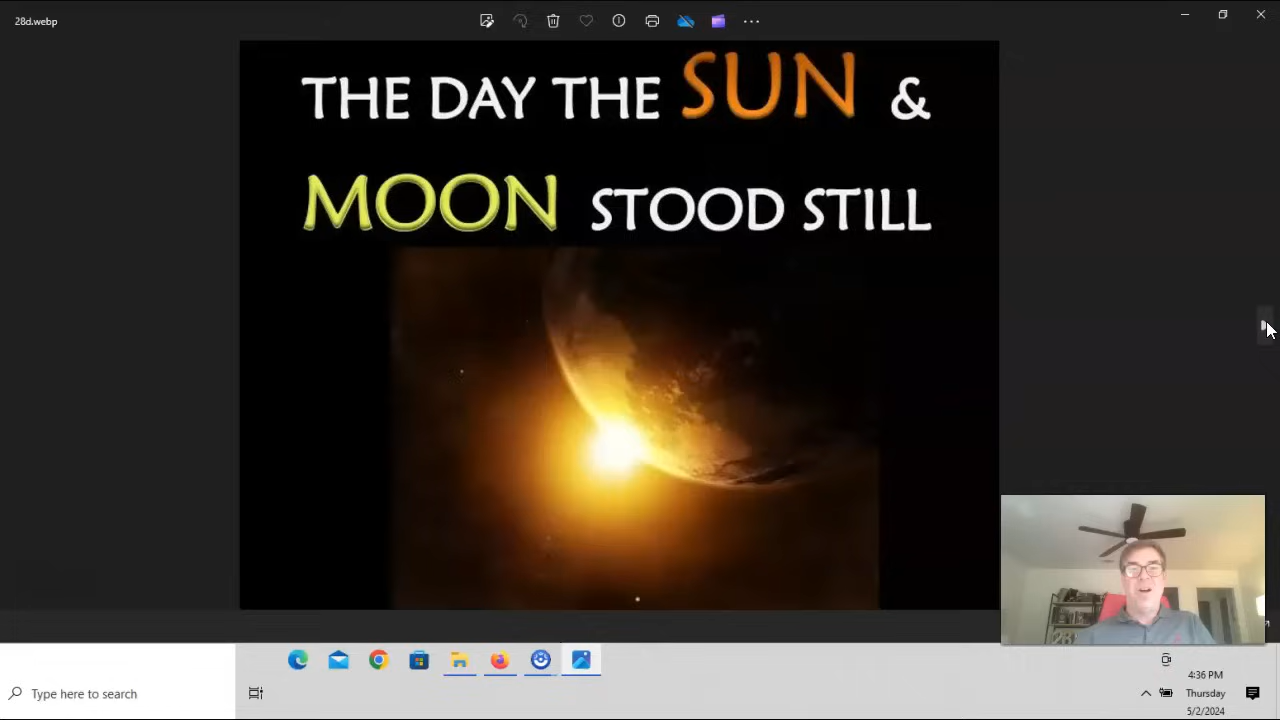 28d.webp
THE DAY THE SUN &
MOON STOOD STILL
Type here to search
4:36 PM
Thursday
5/2/2024